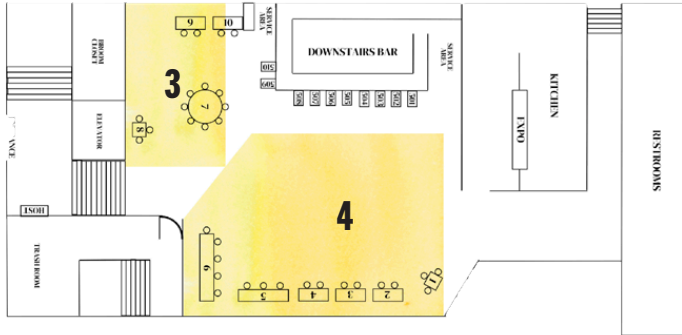 BROOM
CLOSET
9
10
SERVICE
AREA
DOWNSTAIRS BAR
SERVICE
AREA
KITCHEN
EXPO
RESTROOMS
3
7
8
510
509
508
507
506
505
504
503
502
501
ELEVATOR
ANCE
HOST
TRASH ROOM
4
6
5
4
3
2
1